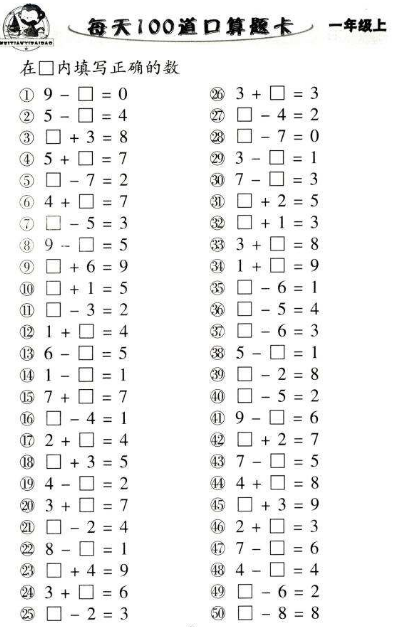 每天100道口算题卡
一年级上
在□内填写正确的数
① 9 - □ = 0
② 5 - □ = 4
③ □ + 3 = 8
④ 5 + □ = 7
⑤ □ - 7 = 2
⑥ 4 + □ = 7
⑦ □ - 5 = 3
⑧ 9 - □ = 5
⑨ □ + 6 = 9
⑩ □ + 1 = 5
⑪ □ - 3 = 2
⑫ 1 + □ = 4
⑬ 6 - □ = 5
⑭ 1 - □ = 1
⑮ 7 + □ = 7
⑯ □ - 4 = 1
⑰ 2 + □ = 4
⑱ □ + 3 = 5
⑲ 4 - □ = 2
⑳ 3 + □ = 7
㉑ □ - 2 = 4
㉒ 8 - □ = 1
㉓ □ + 4 = 9
㉔ 3 + □ = 6
㉕ □ - 2 = 3
㉖ 3 + □ = 3
㉗ □ - 4 = 2
㉘ □ - 7 = 0
㉙ 3 - □ = 1
㉚ 7 - □ = 3
㉛ □ + 2 = 5
㉜ □ + 1 = 3
㉝ 3 + □ = 8
㉞ 1 + □ = 9
㉟ □ - 6 = 1
㊱ □ - 5 = 4
㊲ □ - 6 = 3
㊳ 5 - □ = 1
㊴ □ - 2 = 8
㊵ □ - 5 = 2
㊶ 9 - □ = 6
㊷ □ + 2 = 7
㊸ 7 - □ = 5
㊹ 4 + □ = 8
㊺ □ + 3 = 9
㊻ 2 + □ = 3
㊼ 7 - □ = 6
㊽ 4 - □ = 4
㊾ □ - 6 = 2
㊿ □ - 8 = 8